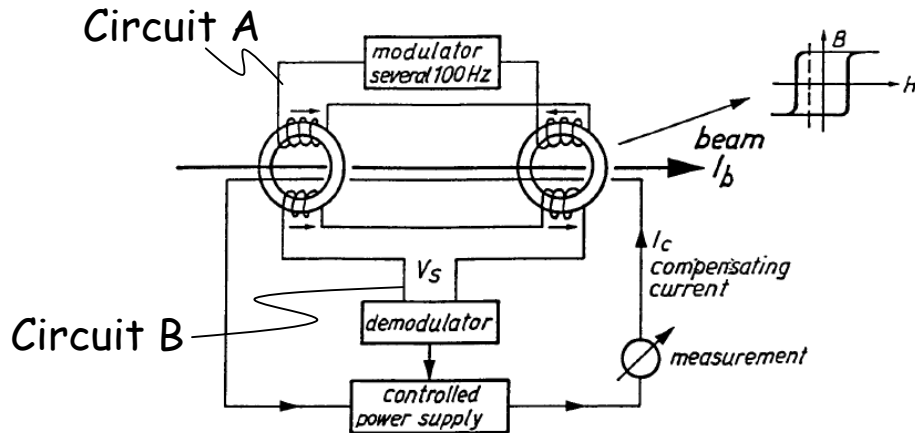 Circuit A
modulator
several 100 Hz
B
H
beam
I_b
I_c
compensating
current
V_s
Circuit B
demodulator
measurement
controlled
power supply